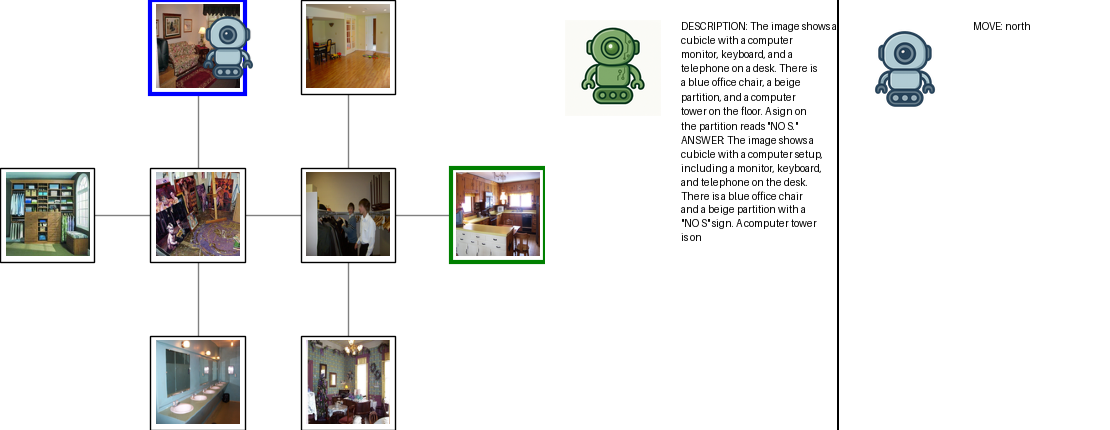 DESCRIPTION: The image shows a
cubicle with a computer
monitor, keyboard, and a
telephone on a desk. There is
a blue office chair, a beige
partition, and a computer
tower on the floor. A sign on
the partition reads "NO S."
ANSWER: The image shows a
cubicle with a computer setup,
including a monitor, keyboard,
and telephone on the desk.
There is a blue office chair
and a beige partition with a
"NO S" sign. A computer tower
is on
MOVE: north